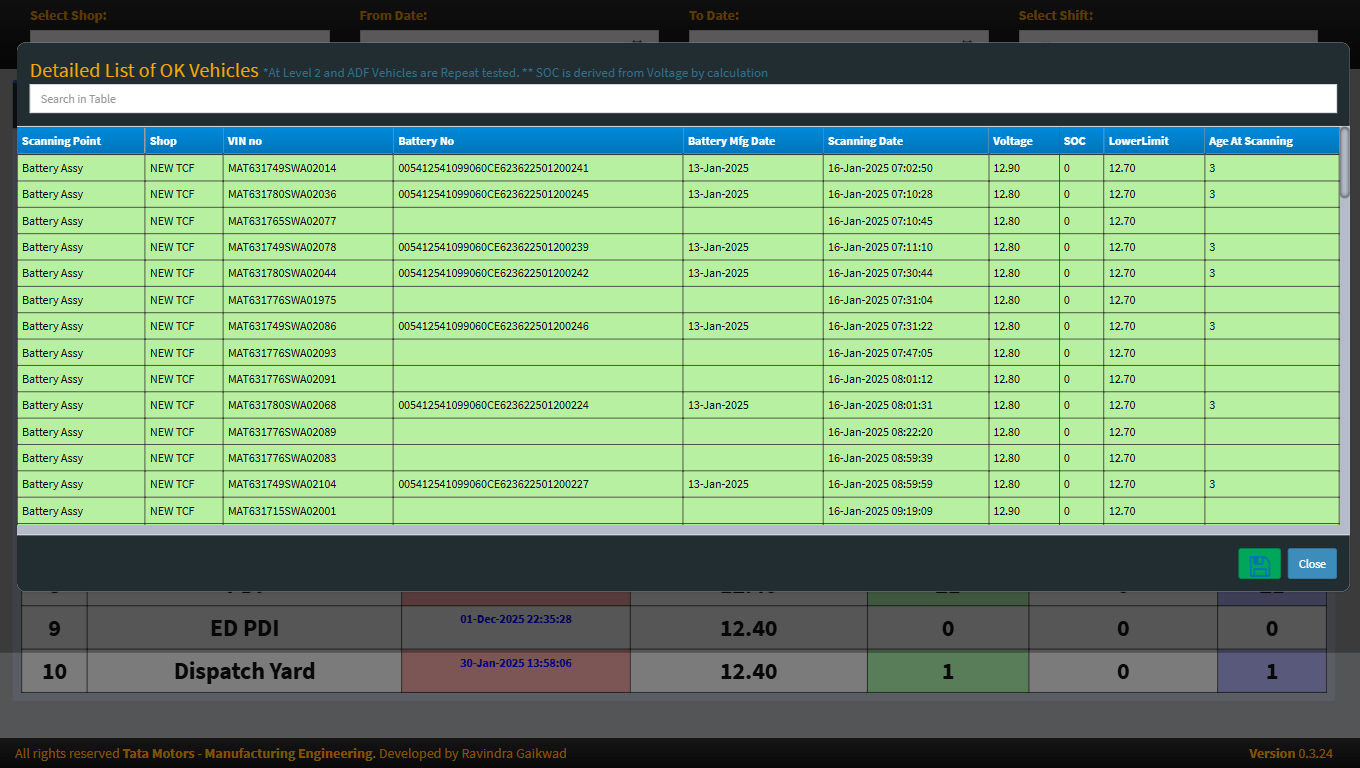 Select Shop: From Date: To Date: Select Shift:
Detailed List of OK Vehicles *At Level 2 and ADF Vehicles are Repeat tested. ** SOC is derived from Voltage by calculation
Search in Table
Scanning Point Shop VIN no Battery No Battery Mfg Date Scanning Date Voltage SOC LowerLimit Age At Scanning
Battery Assy NEW TCF MAT631749SWA02014 005412541099060CE623622501200241 13-Jan-2025 16-Jan-2025 07:02:50 12.90 0 12.70 3
Battery Assy NEW TCF MAT631780SWA02036 005412541099060CE623622501200245 13-Jan-2025 16-Jan-2025 07:10:28 12.80 0 12.70 3
Battery Assy NEW TCF MAT631765SWA02077 16-Jan-2025 07:10:45 12.80 0 12.70
Battery Assy NEW TCF MAT631749SWA02078 005412541099060CE623622501200239 13-Jan-2025 16-Jan-2025 07:11:10 12.80 0 12.70 3
Battery Assy NEW TCF MAT631780SWA02044 005412541099060CE623622501200242 13-Jan-2025 16-Jan-2025 07:30:44 12.80 0 12.70 3
Battery Assy NEW TCF MAT631776SWA01975 16-Jan-2025 07:31:04 12.80 0 12.70
Battery Assy NEW TCF MAT631749SWA02086 005412541099060CE623622501200246 13-Jan-2025 16-Jan-2025 07:31:22 12.80 0 12.70 3
Battery Assy NEW TCF MAT631776SWA02093 16-Jan-2025 07:47:05 12.80 0 12.70
Battery Assy NEW TCF MAT631776SWA02091 16-Jan-2025 08:01:12 12.80 0 12.70
Battery Assy NEW TCF MAT631780SWA02068 005412541099060CE623622501200224 13-Jan-2025 16-Jan-2025 08:01:31 12.80 0 12.70 3
Battery Assy NEW TCF MAT631776SWA02089 16-Jan-2025 08:22:20 12.80 0 12.70
Battery Assy NEW TCF MAT631776SWA02083 16-Jan-2025 08:59:39 12.80 0 12.70
Battery Assy NEW TCF MAT631749SWA02104 005412541099060CE623622501200227 13-Jan-2025 16-Jan-2025 08:59:59 12.80 0 12.70 3
Battery Assy NEW TCF MAT631715SWA02001 16-Jan-2025 09:19:09 12.90 0 12.70
Close
9 ED PDI 01-Dec-2025 22:35:28 12.40 0 0 0
10 Dispatch Yard 30-Jan-2025 13:58:06 12.40 1 0 1
All rights reserved Tata Motors - Manufacturing Engineering. Developed by Ravindra Gaikwad Version 0.3.24